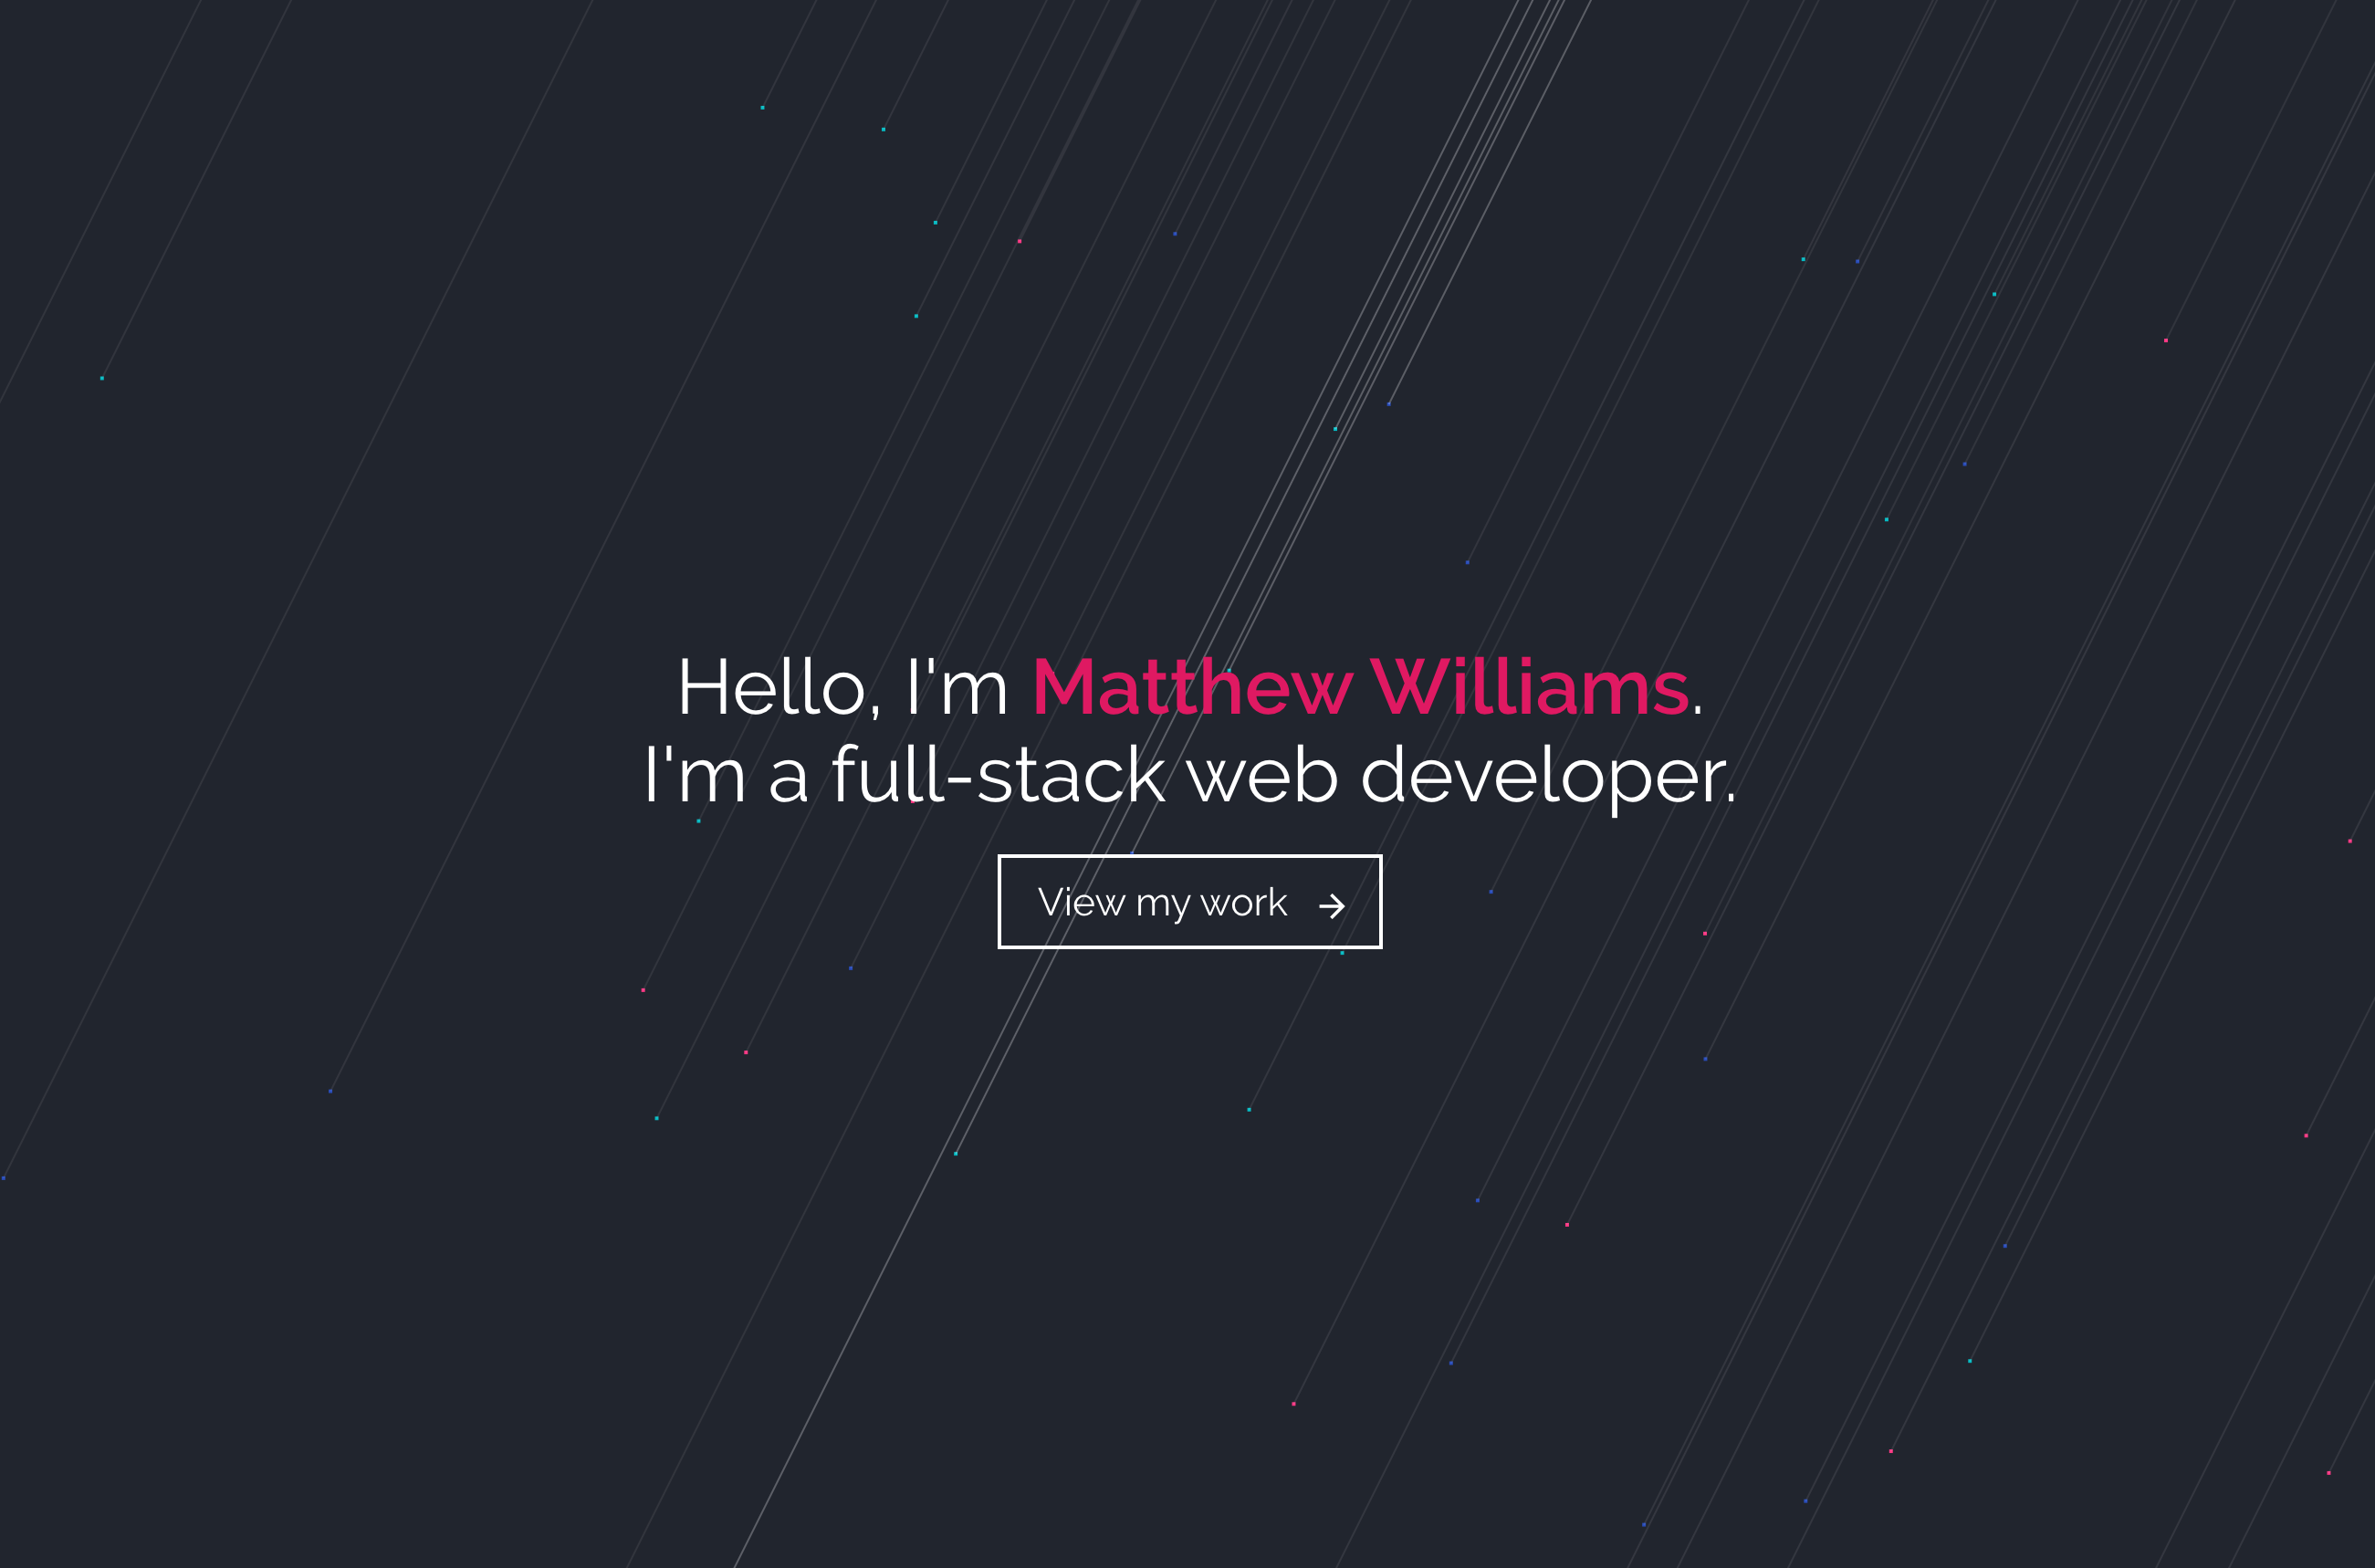 Hello, I'm Matthew Williams.
I'm a full-stack web developer.
View my work →